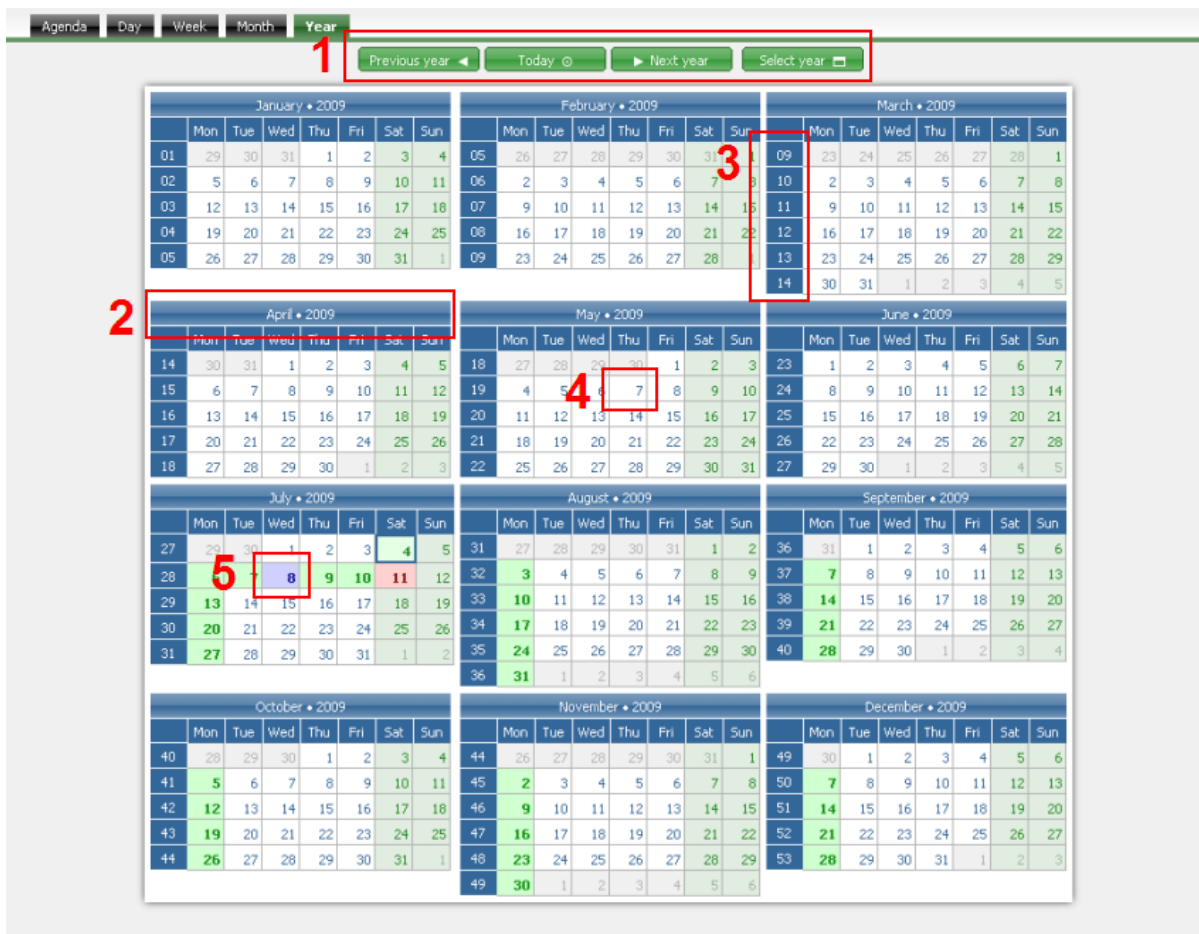 Agenda Day Week Month Year
1
Previous year Today Next year Select year
January • 2009
Mon Tue Wed Thu Fri Sat Sun
01 29 30 31 1 2 3 4
02 5 6 7 8 9 10 11
03 12 13 14 15 16 17 18
04 19 20 21 22 23 24 25
05 26 27 28 29 30 31 1
February • 2009
Mon Tue Wed Thu Fri Sat Sun
05 26 27 28 29 30 31 1
06 2 3 4 5 6 7 8
07 9 10 11 12 13 14 15
08 16 17 18 19 20 21 22
09 23 24 25 26 27 28
3
March • 2009
Mon Tue Wed Thu Fri Sat Sun
09 23 24 25 26 27 28 1
10 2 3 4 5 6 7 8
11 9 10 11 12 13 14 15
12 16 17 18 19 20 21 22
13 23 24 25 26 27 28 29
14 30 31 1 2 3 4 5
2
April • 2009
Mon Tue Wed Thu Fri Sat Sun
14 30 31 1 2 3 4 5
15 6 7 8 9 10 11 12
16 13 14 15 16 17 18 19
17 20 21 22 23 24 25 26
18 27 28 29 30 1 2 3
May • 2009
Mon Tue Wed Thu Fri Sat Sun
18 27 28 29 30 1 2 3
4
19 4 5 6 7 8 9 10
20 11 12 13 14 15 16 17
21 18 19 20 21 22 23 24
22 25 26 27 28 29 30 31
June • 2009
Mon Tue Wed Thu Fri Sat Sun
23 1 2 3 4 5 6 7
24 8 9 10 11 12 13 14
25 15 16 17 18 19 20 21
26 22 23 24 25 26 27 28
27 29 30 1 2 3 4 5
July • 2009
Mon Tue Wed Thu Fri Sat Sun
27 29 30 1 2 3 4 5
5
28 6 7 8 9 10 11 12
29 13 14 15 16 17 18 19
30 20 21 22 23 24 25 26
31 27 28 29 30 31 1 2
August • 2009
Mon Tue Wed Thu Fri Sat Sun
31 27 28 29 30 31 1 2
32 3 4 5 6 7 8 9
33 10 11 12 13 14 15 16
34 17 18 19 20 21 22 23
35 24 25 26 27 28 29 30
36 31 1 2 3 4 5 6
September • 2009
Mon Tue Wed Thu Fri Sat Sun
36 31 1 2 3 4 5 6
37 7 8 9 10 11 12 13
38 14 15 16 17 18 19 20
39 21 22 23 24 25 26 27
40 28 29 30 1 2 3 4
October • 2009
Mon Tue Wed Thu Fri Sat Sun
40 28 29 30 1 2 3 4
41 5 6 7 8 9 10 11
42 12 13 14 15 16 17 18
43 19 20 21 22 23 24 25
44 26 27 28 29 30 31 1
November • 2009
Mon Tue Wed Thu Fri Sat Sun
44 26 27 28 29 30 31 1
45 2 3 4 5 6 7 8
46 9 10 11 12 13 14 15
47 16 17 18 19 20 21 22
48 23 24 25 26 27 28 29
49 30 1 2 3 4 5 6
December • 2009
Mon Tue Wed Thu Fri Sat Sun
49 30 1 2 3 4 5 6
50 7 8 9 10 11 12 13
51 14 15 16 17 18 19 20
52 21 22 23 24 25 26 27
53 28 29 30 31 1 2 3